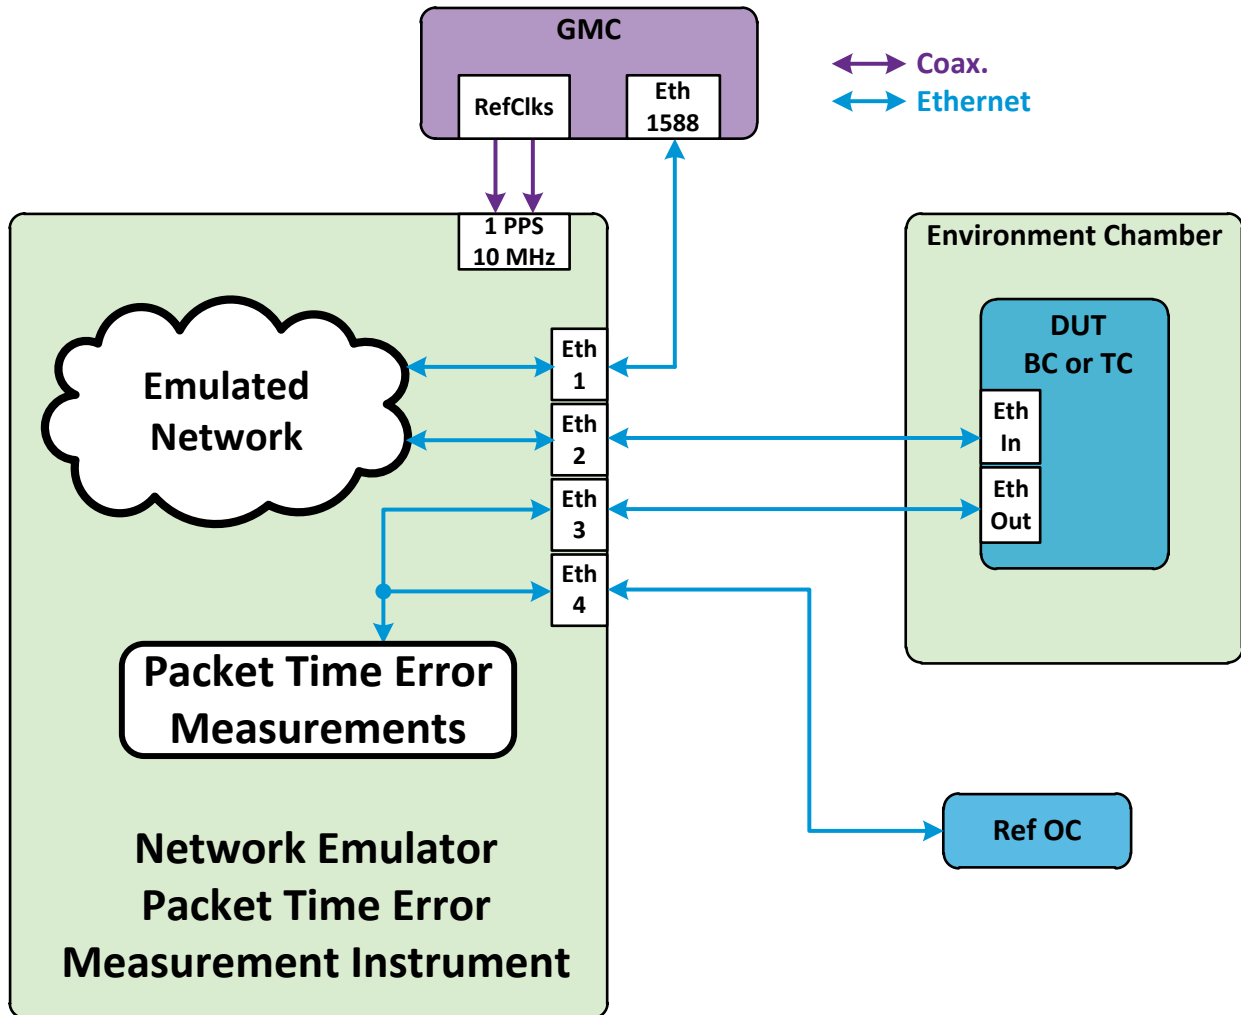 GMC
RefClks
Eth
1588
Coax.
Ethernet
1 PPS
10 MHz
Environment Chamber
DUT
BC or TC
Eth
In
Eth
Out
Emulated
Network
Eth
1
Eth
2
Eth
3
Eth
4
Packet Time Error
Measurements
Ref OC
Network Emulator
Packet Time Error
Measurement Instrument